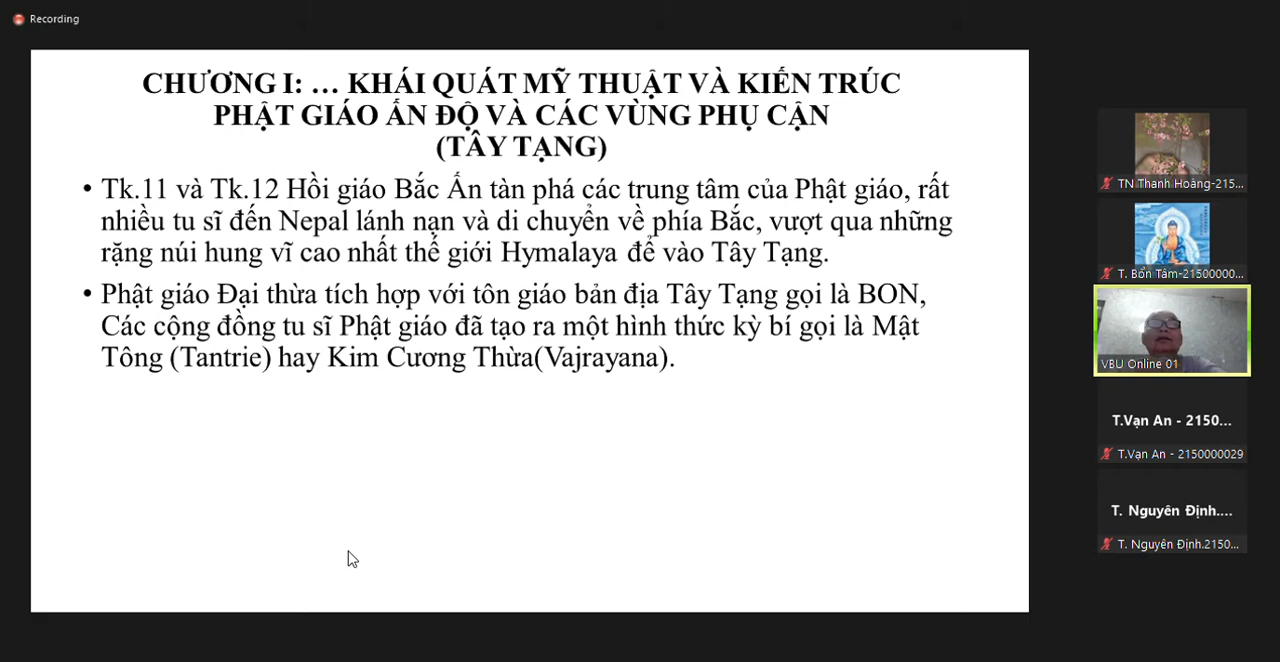 Recording
CHƯƠNG I: … KHÁI QUÁT MỸ THUẬT VÀ KIẾN TRÚC
PHẬT GIÁO ẤN ĐỘ VÀ CÁC VÙNG PHỤ CẬN
(TÂY TẠNG)
• Tk.11 và Tk.12 Hồi giáo Bắc Ấn tàn phá các trung tâm của Phật giáo, rất
nhiều tu sĩ đến Nepal lánh nạn và di chuyển về phía Bắc, vượt qua những
rặng núi hung vĩ cao nhất thế giới Hymalaya để vào Tây Tạng.
• Phật giáo Đại thừa tích hợp với tôn giáo bản địa Tây Tạng gọi là BON,
Các cộng đồng tu sĩ Phật giáo đã tạo ra một hình thức kỳ bí gọi là Mật
Tông (Tantrie) hay Kim Cương Thừa(Vajrayana).
TN Thanh Hoàng-215...
T. Bổn Tâm-21500000...
VBU Online 01
T.Vạn An - 2150...
T.Vạn An - 2150000029
T. Nguyên Định....
T. Nguyên Định.2150...